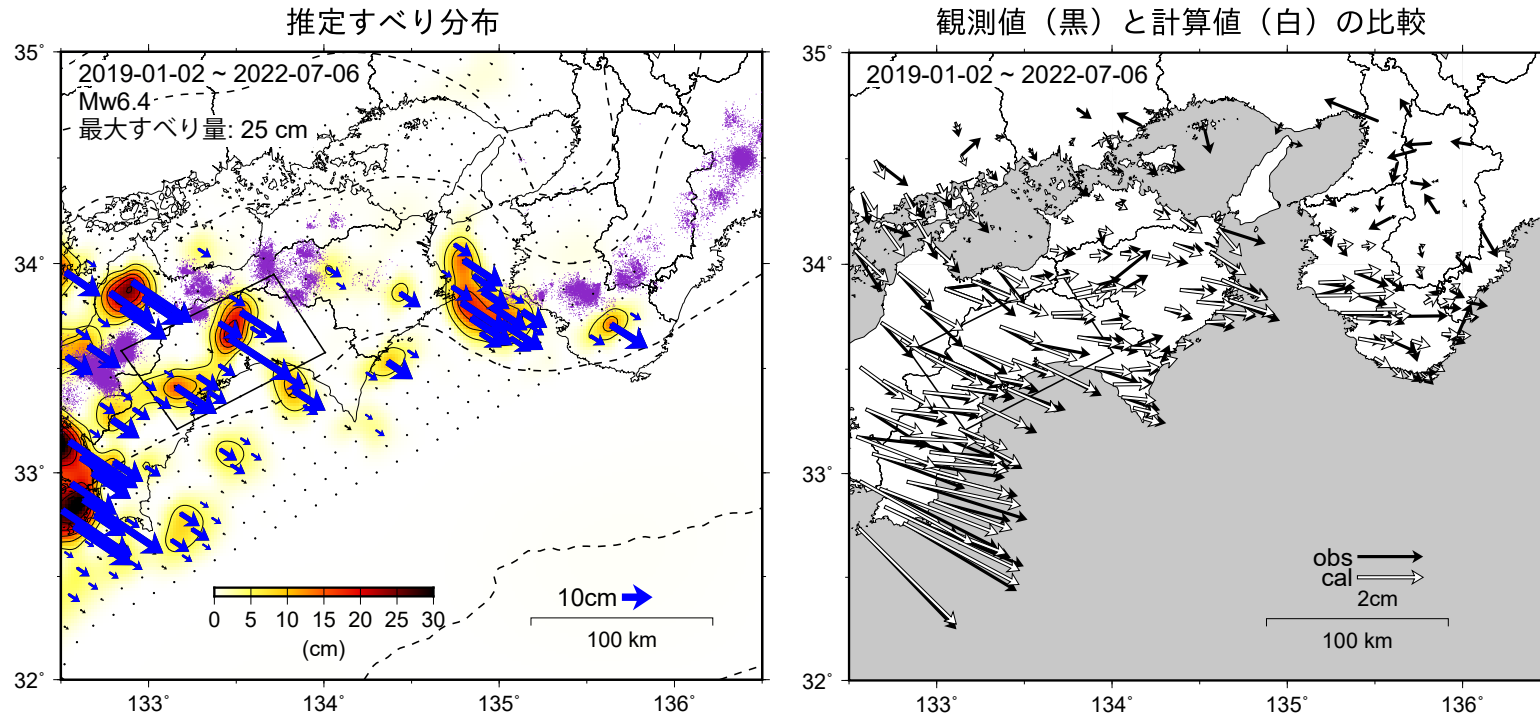 推定すべり分布
35°
2019-01-02 ~ 2022-07-06
Mw6.4
最大すべり量: 25 cm
34°
33°
32°
0 5 10 15 20 25 30
(cm)
10cm
100 km
133° 134° 135° 136°
観測値（黒）と計算値（白）の比較
35°
2019-01-02 ~ 2022-07-06
34°
33°
32°
obs
cal
2cm
100 km
133° 134° 135° 136°